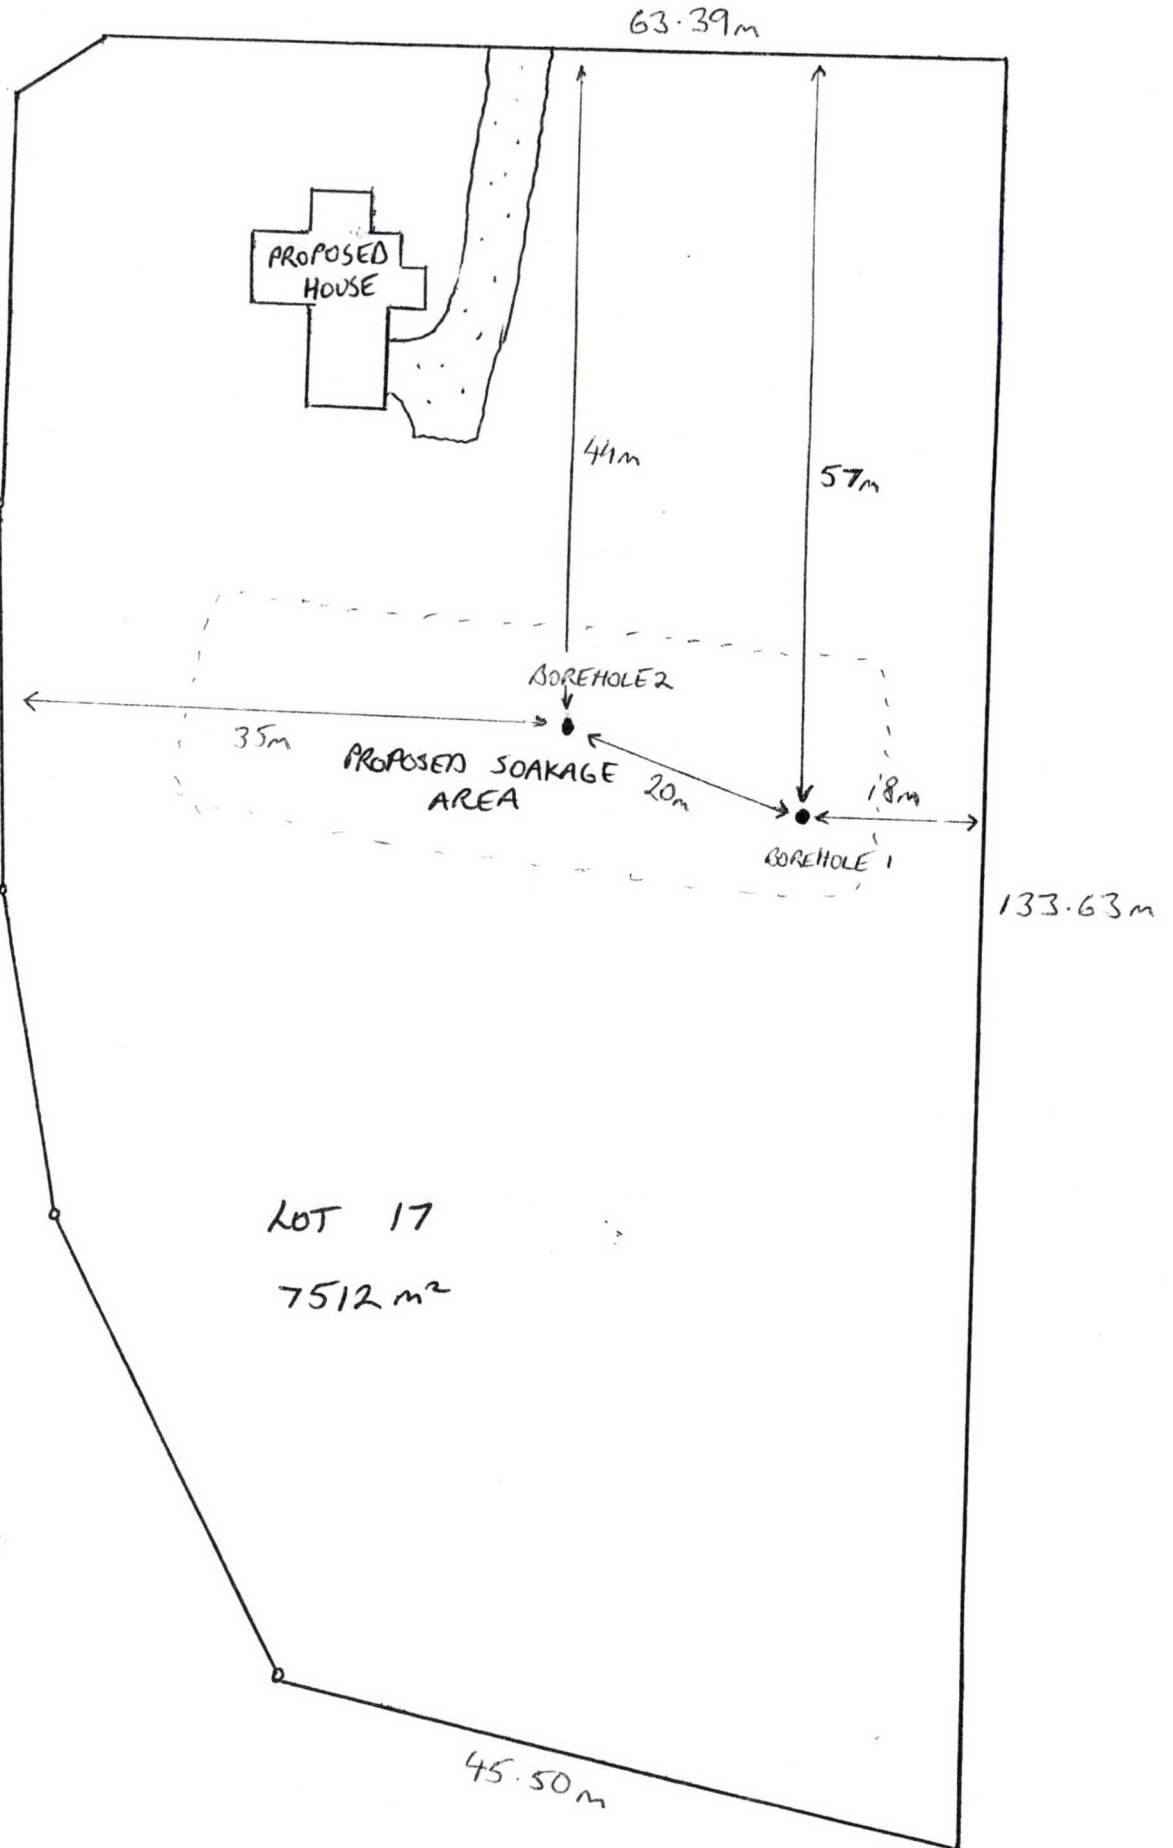 63.39m
PROPOSED
HOUSE
44m
57m
BOREHOLE 2
35m
PROPOSED SOAKAGE
AREA
20m
18m
BOREHOLE 1
133.63m
LOT 17
7512 m²
45.50m